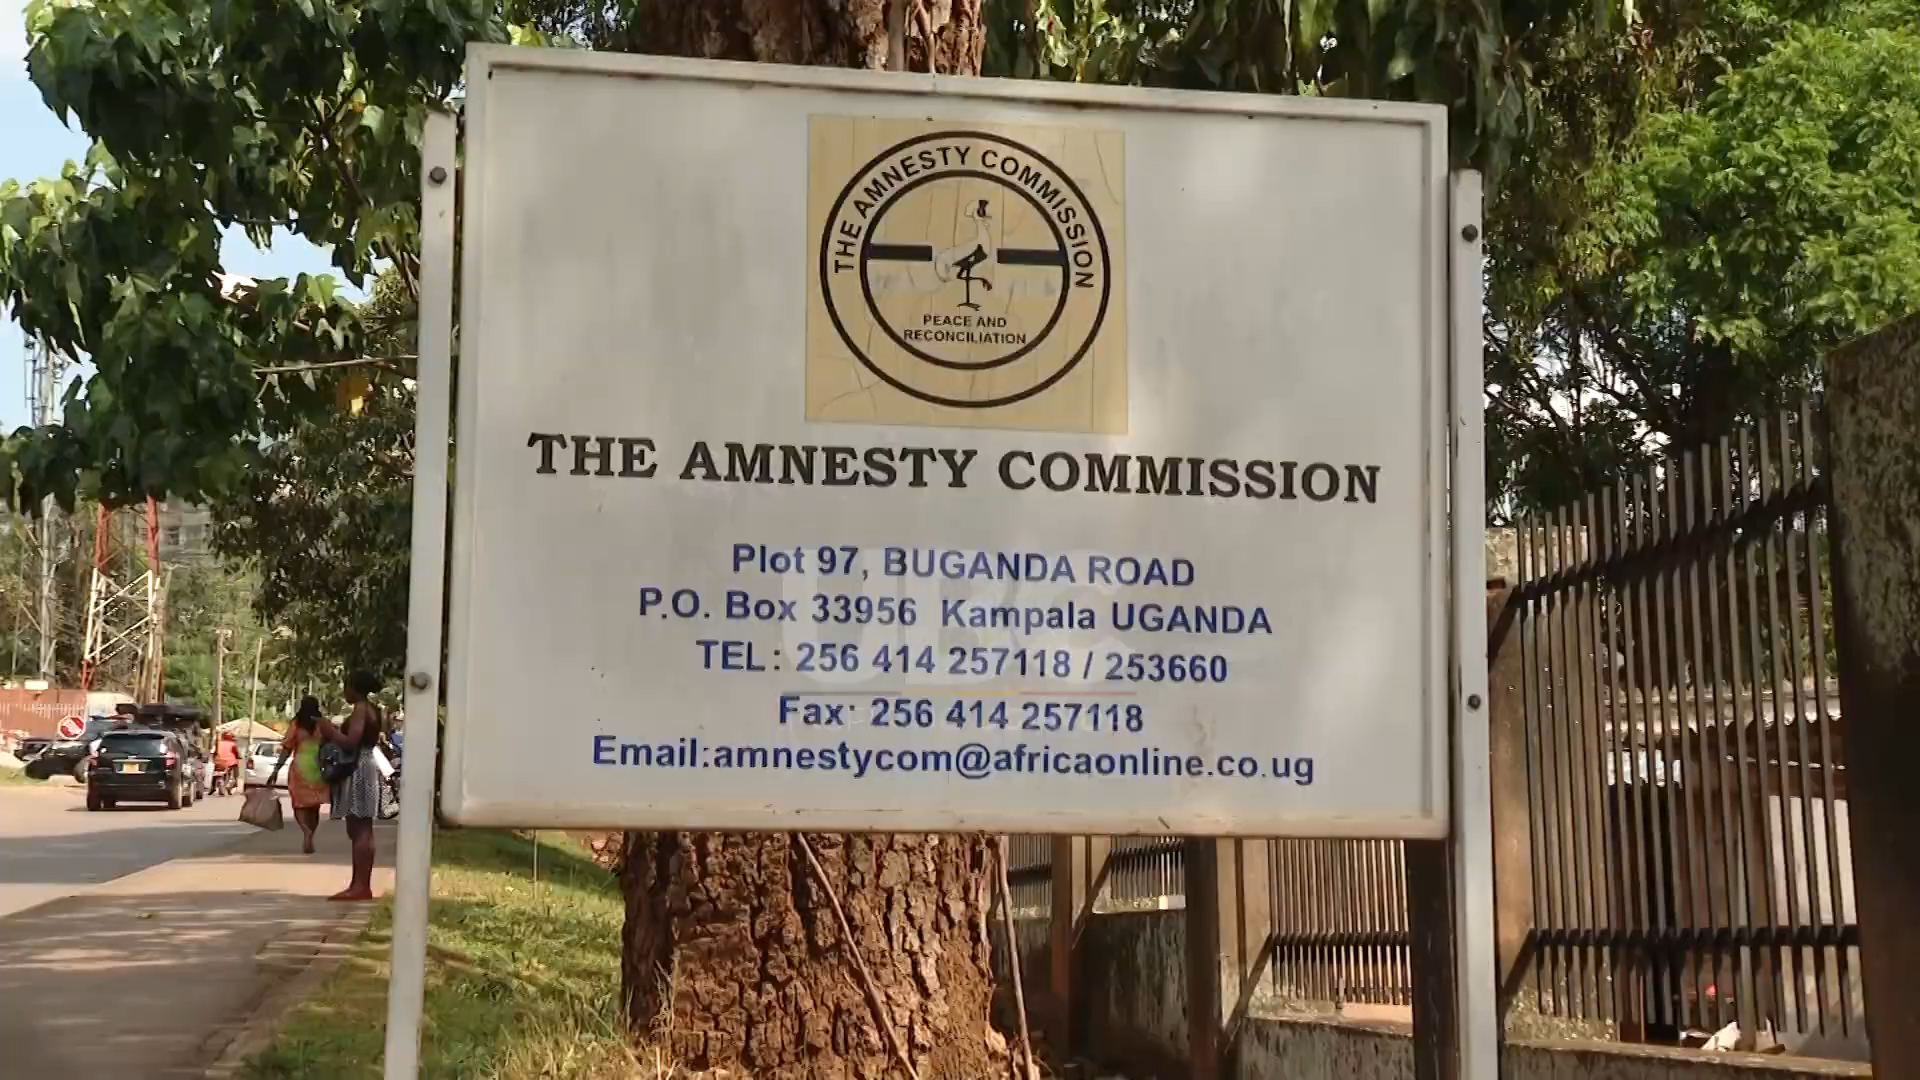 THE AMNESTY COMMISSION
PEACE AND
RECONCILIATION
THE AMNESTY COMMISSION
Plot 97, BUGANDA ROAD
P.O. Box 33956 Kampala UGANDA
TEL: 256 414 257118 / 253660
Fax: 256 414 257118
Email:amnestycom@africaonline.co.ug
UBC